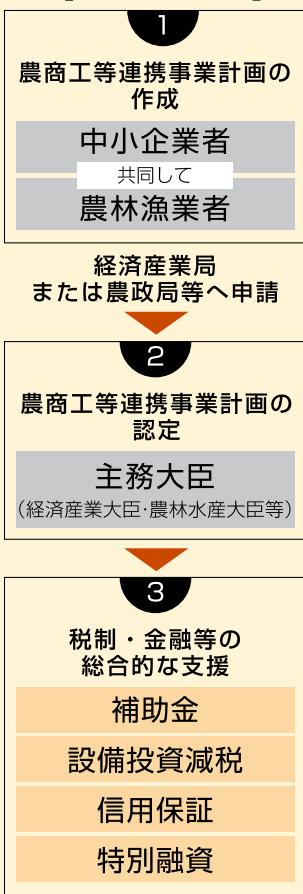 1
農商工等連携事業計画の
作成
中小企業者
共同して
農林漁業者
経済産業局
または農政局等へ申請
2
農商工等連携事業計画の
認定
主務大臣
(経済産業大臣・農林水産大臣等)
3
税制・金融等の
総合的な支援
補助金
設備投資減税
信用保証
特別融資